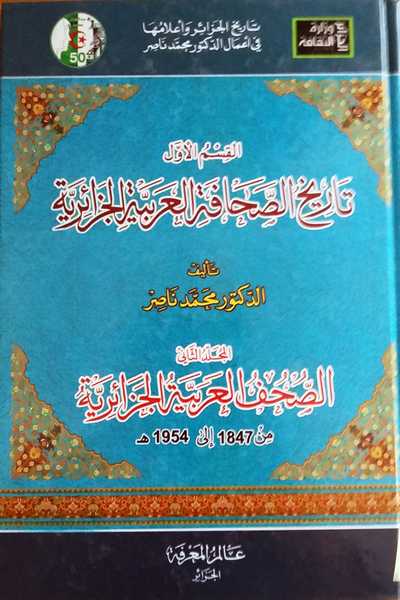 تاريخ الجزائر وأعلامها
في أعمال الدكتور محمد ناصر
50
وزارة
الثقافة
القسم الأول
تاريخ الصحافة العربية الجزائرية
تأليف
الدكتور محمد ناصر
المجلد الثاني
الصحف العربية الجزائرية
من 1847 إلى 1954 هـ
عالم المعرفة
الجزائر